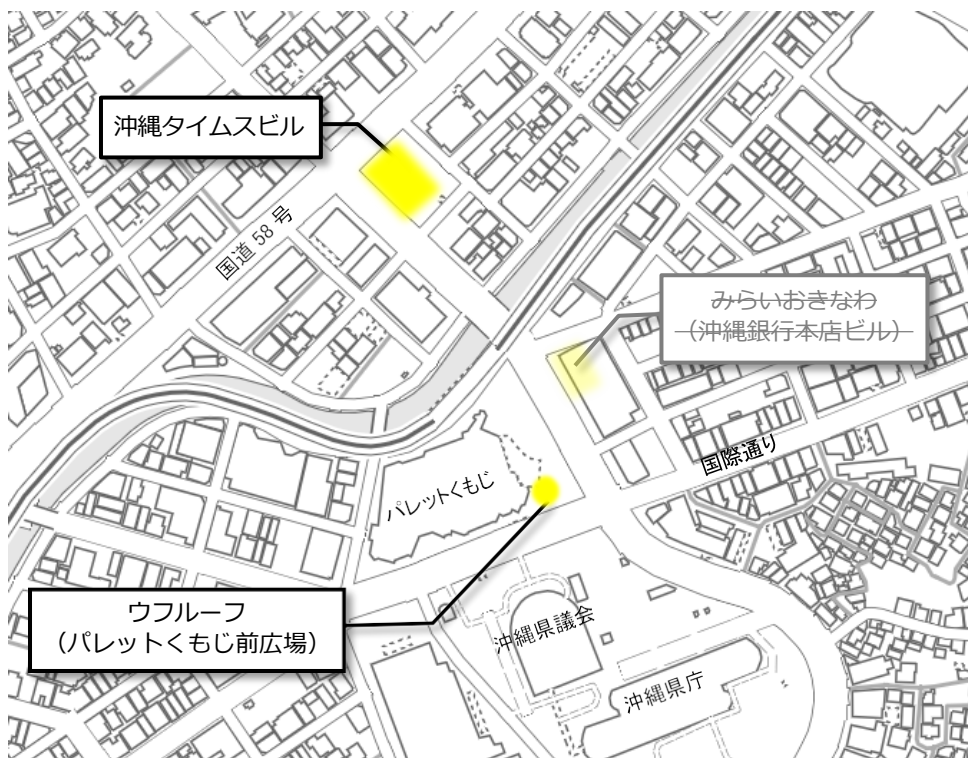 沖縄タイムスビル
国道 58 号
みらいおきなわ
（沖縄銀行本店ビル）
国際通り
パレットくもじ
ウフルーフ
（パレットくもじ前広場）
沖縄県議会
沖縄県庁